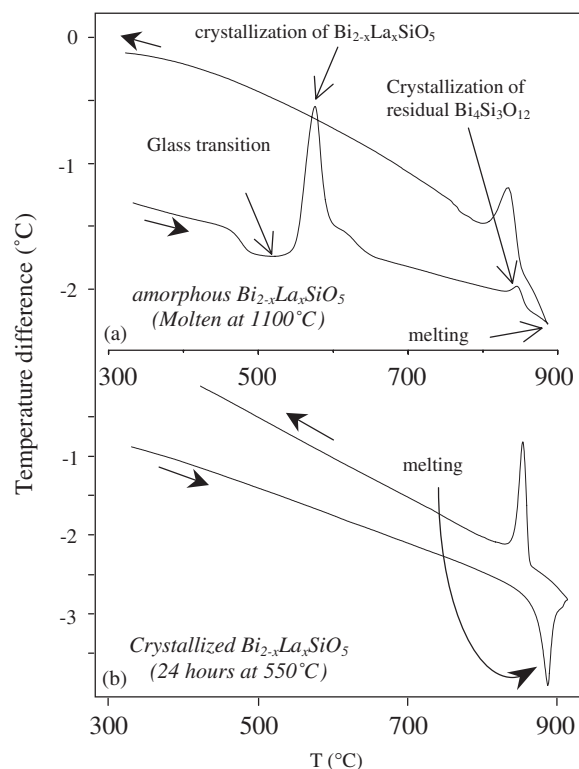 crystallization of Bi₂₋ₓLaₓSiO₅
Crystallization of
residual Bi₄Si₃O₁₂
Glass transition
0
-1
-2
amorphous Bi₂₋ₓLaₓSiO₅
(Molten at 1100°C)
(a)
melting
300
500
700
900
Temperature difference (°C)
-1
-2
-3
melting
Crystallized Bi₂₋ₓLaₓSiO₅
(24 hours at 550°C)
(b)
300
500
700
900
T (°C)